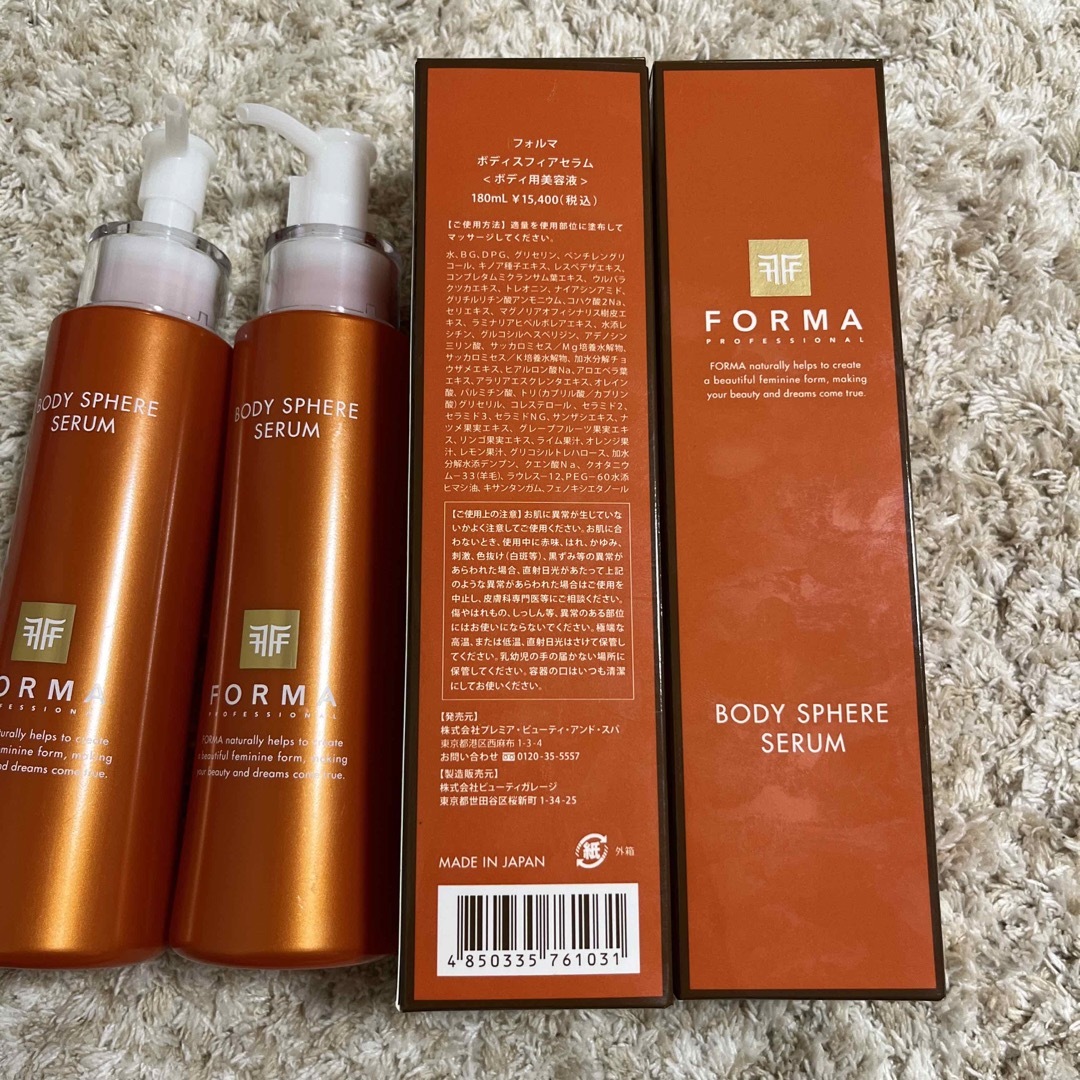 BODY SPHERE
SERUM
ORMA
OFESSIONAL
naturally helps to create
feminine form, making
and dreams come true.
BODY SPHERE
SERUM
FORMA
PROFESSIONAL
FORMA naturally helps to create
a beautiful feminine form, making
your beauty and dreams come true.
フォルマ
ボディスフィアセラム
<ボディ用美容液>
180mL ¥15,400(税込)
【ご使用方法】適量を使用部位に塗布して
マッサージしてください。
水、BG、DPG、グリセリン、ペンチレングリ
コール、キノア種子エキス、レスペデザエキス、
コンブレタムミクランサム葉エキス、ウルバラ
クツカエキス、トレオニン、ナイアシンアミド、
グリチルリチン酸アンモニウム、コハク酸2Na、
セリエキス、マグノリアオフィシナリス樹皮エ
キス、ラミナリアヒペルボレアエキス、水添レ
シチン、グルコシルヘスペリジン、アデノシン
三リン酸、サッカロミセス/Mg培養水解物、
サッカロミセス/K培養水解物、加水分解チョ
ウザメエキス、ヒアルロン酸Na、アロエベラ葉
エキス、アラリアエスクレンタエキス、オレイン
酸、パルミチン酸、トリ(カプリル酸/カプリン
酸)グリセリル、コレステロール、セラミド2、
セラミド3、セラミドNG、サンザシエキス、ナ
ツメ果実エキス、グレープフルーツ果実エキ
ス、リンゴ果実エキス、ライム果汁、オレンジ果
汁、レモン果汁、グリコシルトレハロース、加水
分解水添デンプン、クエン酸Na、クオタニウ
ム-33(羊毛)、ラウレス-12、PEG-60水添
ヒマシ油、キサンタンガム、フェノキシエタノール
【ご使用上の注意】お肌に異常が生じていな
いかよく注意してご使用ください。お肌に合
わないとき、使用中に赤味、はれ、かゆみ、
刺激、色抜け(白斑等)、黒ずみ等の異常が
あらわれた場合、直射日光があたって上記
のような異常があらわれた場合はご使用を
中止し、皮膚科専門医等にご相談ください。
傷やはれもの、しっしん等、異常のある部位
にはお使いにならないでください。極端な
高温、または低温、直射日光はさけて保管し
てください。乳幼児の手の届かない場所に
保管してください。容器の口はいつも清潔
にしてお使いください。
【発売元】
株式会社プレミア・ビューティ・アンド・スパ
東京都港区西麻布1-3-4
お問い合わせ 0120-35-5557
【製造販売元】
株式会社ビューティガレージ
東京都世田谷区桜新町1-34-25
MADE IN JAPAN
紙 外箱
4 850335 761031
FORMA
PROFESSIONAL
FORMA naturally helps to create
a beautiful feminine form, making
your beauty and dreams come true.
BODY SPHERE
SERUM